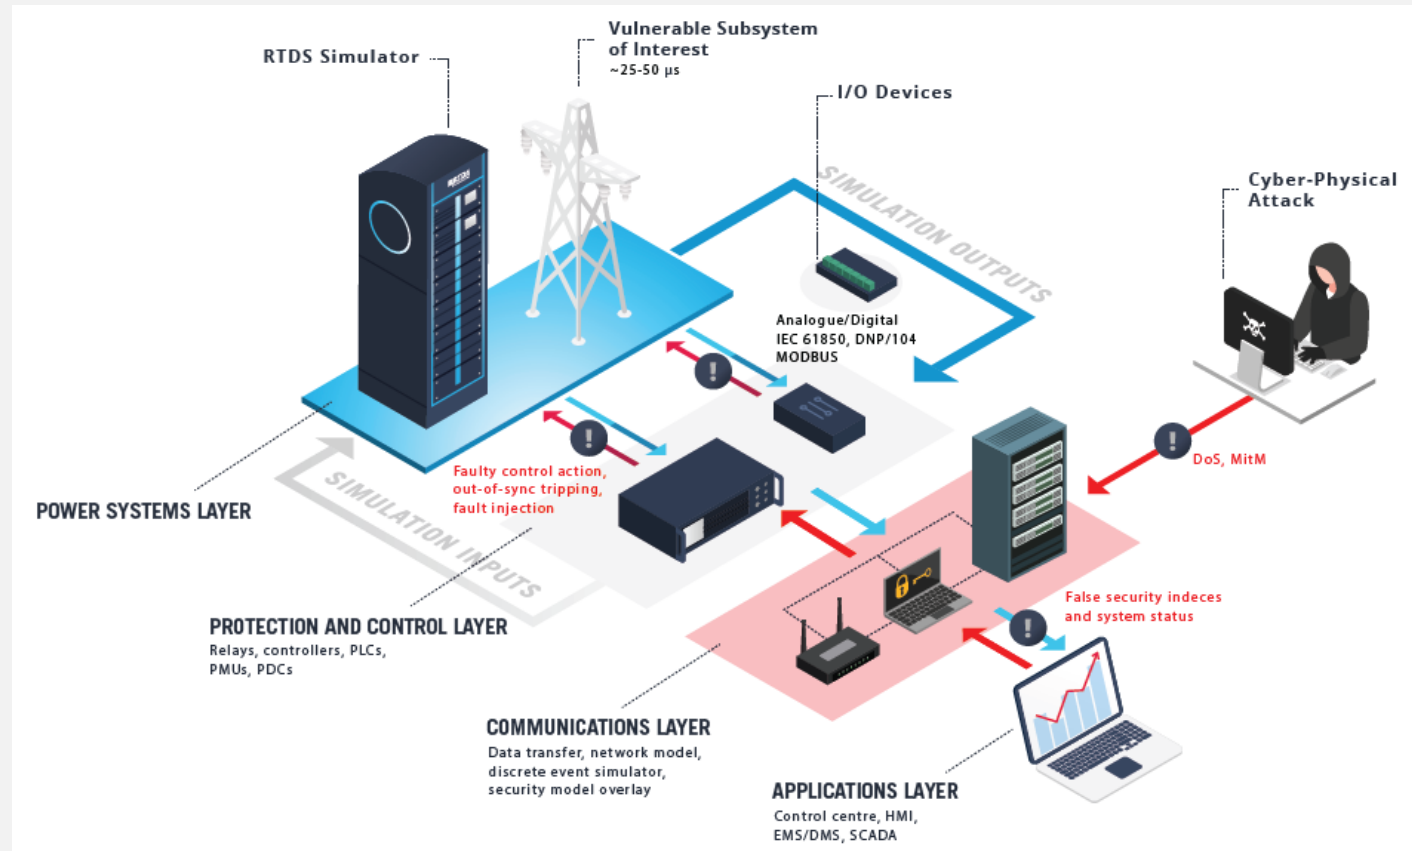 RTDS Simulator
Vulnerable Subsystem
of Interest
~25-50 µs
I/O Devices
Cyber-Physical
Attack
RTDS
SIMULATION OUTPUTS
Analogue/Digital
IEC 61850, DNP/104
MODBUS
!
!
!
DoS, MitM
Faulty control action,
out-of-sync tripping,
fault injection
POWER SYSTEMS LAYER
SIMULATION INPUTS
PROTECTION AND CONTROL LAYER
Relays, controllers, PLCs,
PMUs, PDCs
False security indeces
and system status
!
COMMUNICATIONS LAYER
Data transfer, network model,
discrete event simulator,
security model overlay
APPLICATIONS LAYER
Control centre, HMI,
EMS/DMS, SCADA